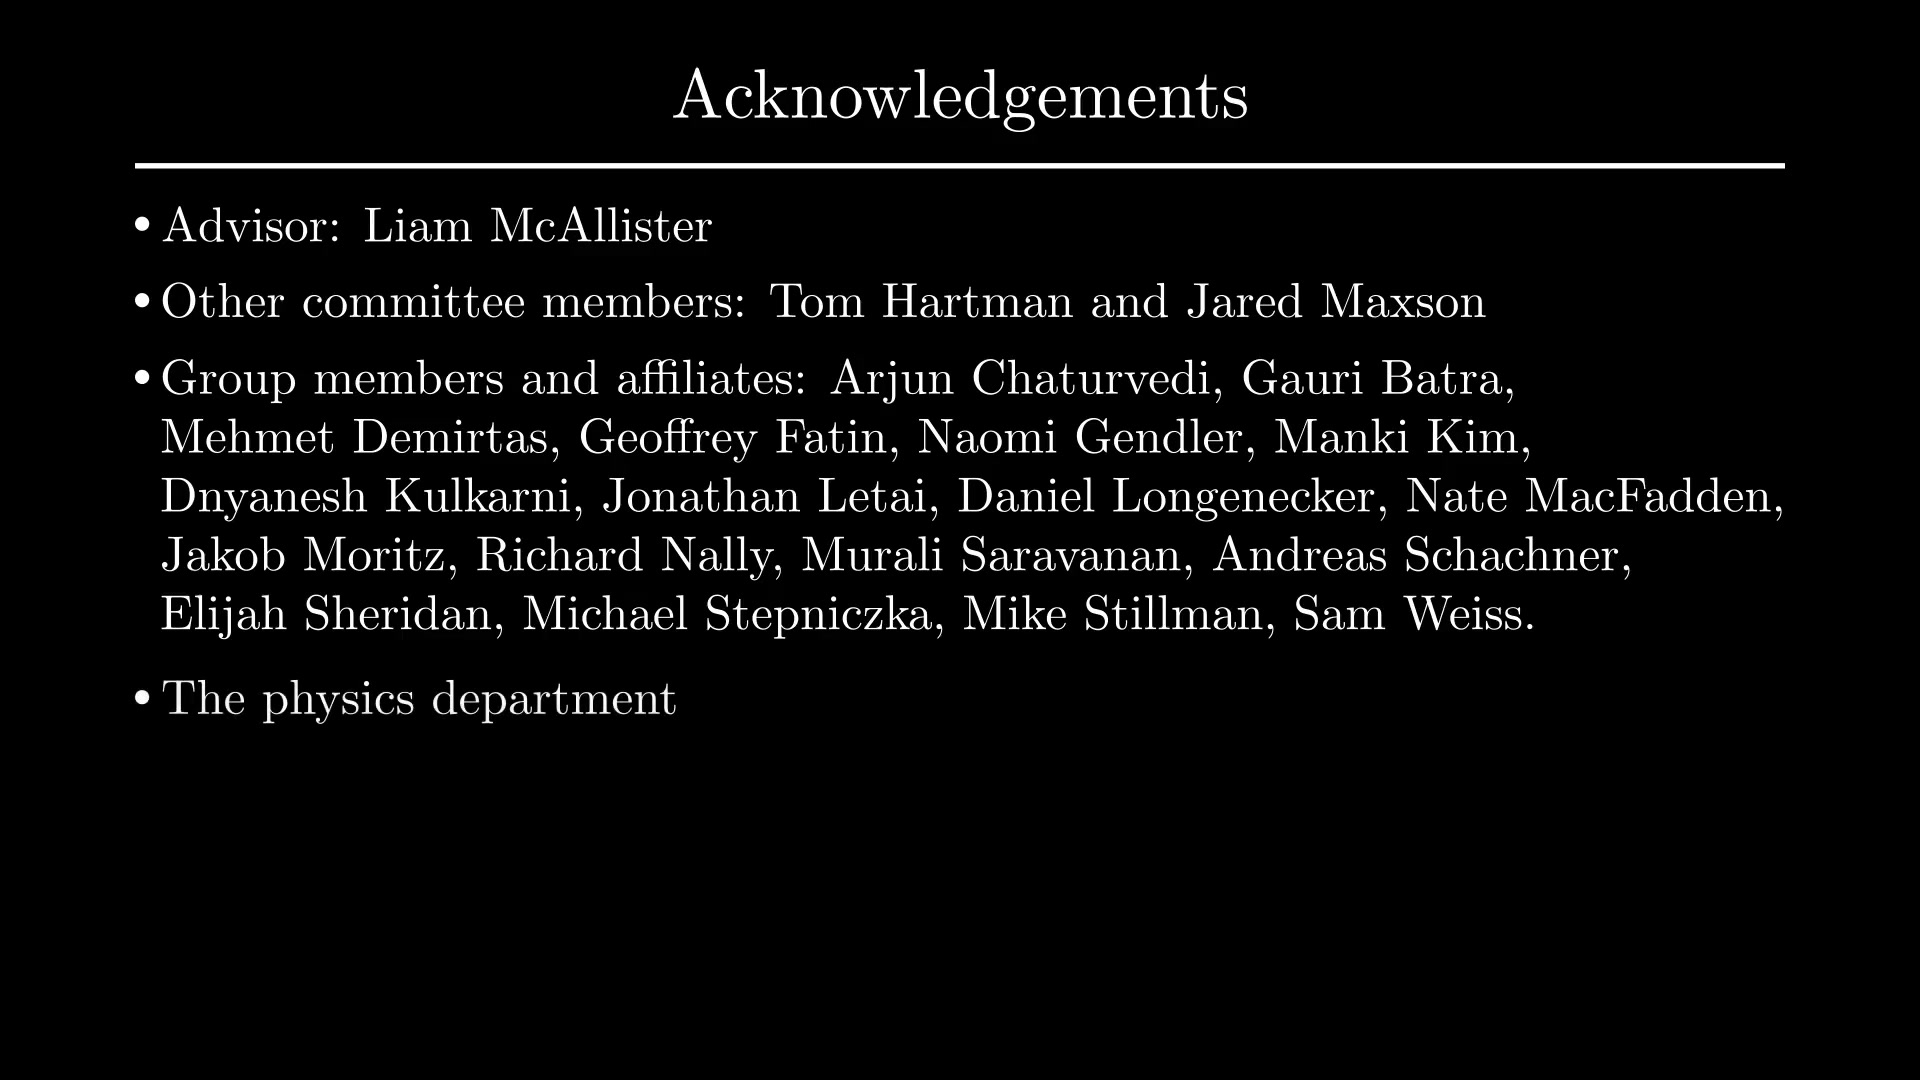 Acknowledgements
• Advisor: Liam McAllister
• Other committee members: Tom Hartman and Jared Maxson
• Group members and affiliates: Arjun Chaturvedi, Gauri Batra,
Mehmet Demirtas, Geoffrey Fatin, Naomi Gendler, Manki Kim,
Dnyanesh Kulkarni, Jonathan Letai, Daniel Longenecker, Nate MacFadden,
Jakob Moritz, Richard Nally, Murali Saravanan, Andreas Schachner,
Elijah Sheridan, Michael Stepniczka, Mike Stillman, Sam Weiss.
• The physics department